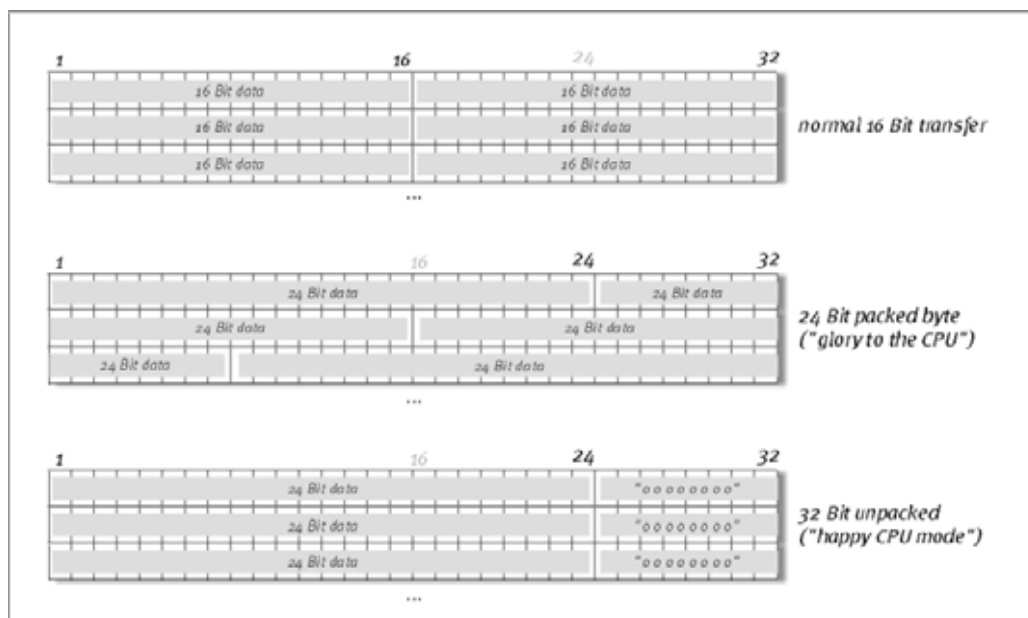 1 16 24 32
16 Bit data 16 Bit data
16 Bit data 16 Bit data
16 Bit data 16 Bit data
normal 16 Bit transfer
...
1 16 24 32
24 Bit data 24 Bit data
24 Bit data 24 Bit data
24 Bit data 24 Bit data
24 Bit packed byte
("glory to the CPU")
...
1 16 24 32
24 Bit data "0 0 0 0 0 0 0 0"
24 Bit data "0 0 0 0 0 0 0 0"
24 Bit data "0 0 0 0 0 0 0 0"
32 Bit unpacked
("happy CPU mode")
...